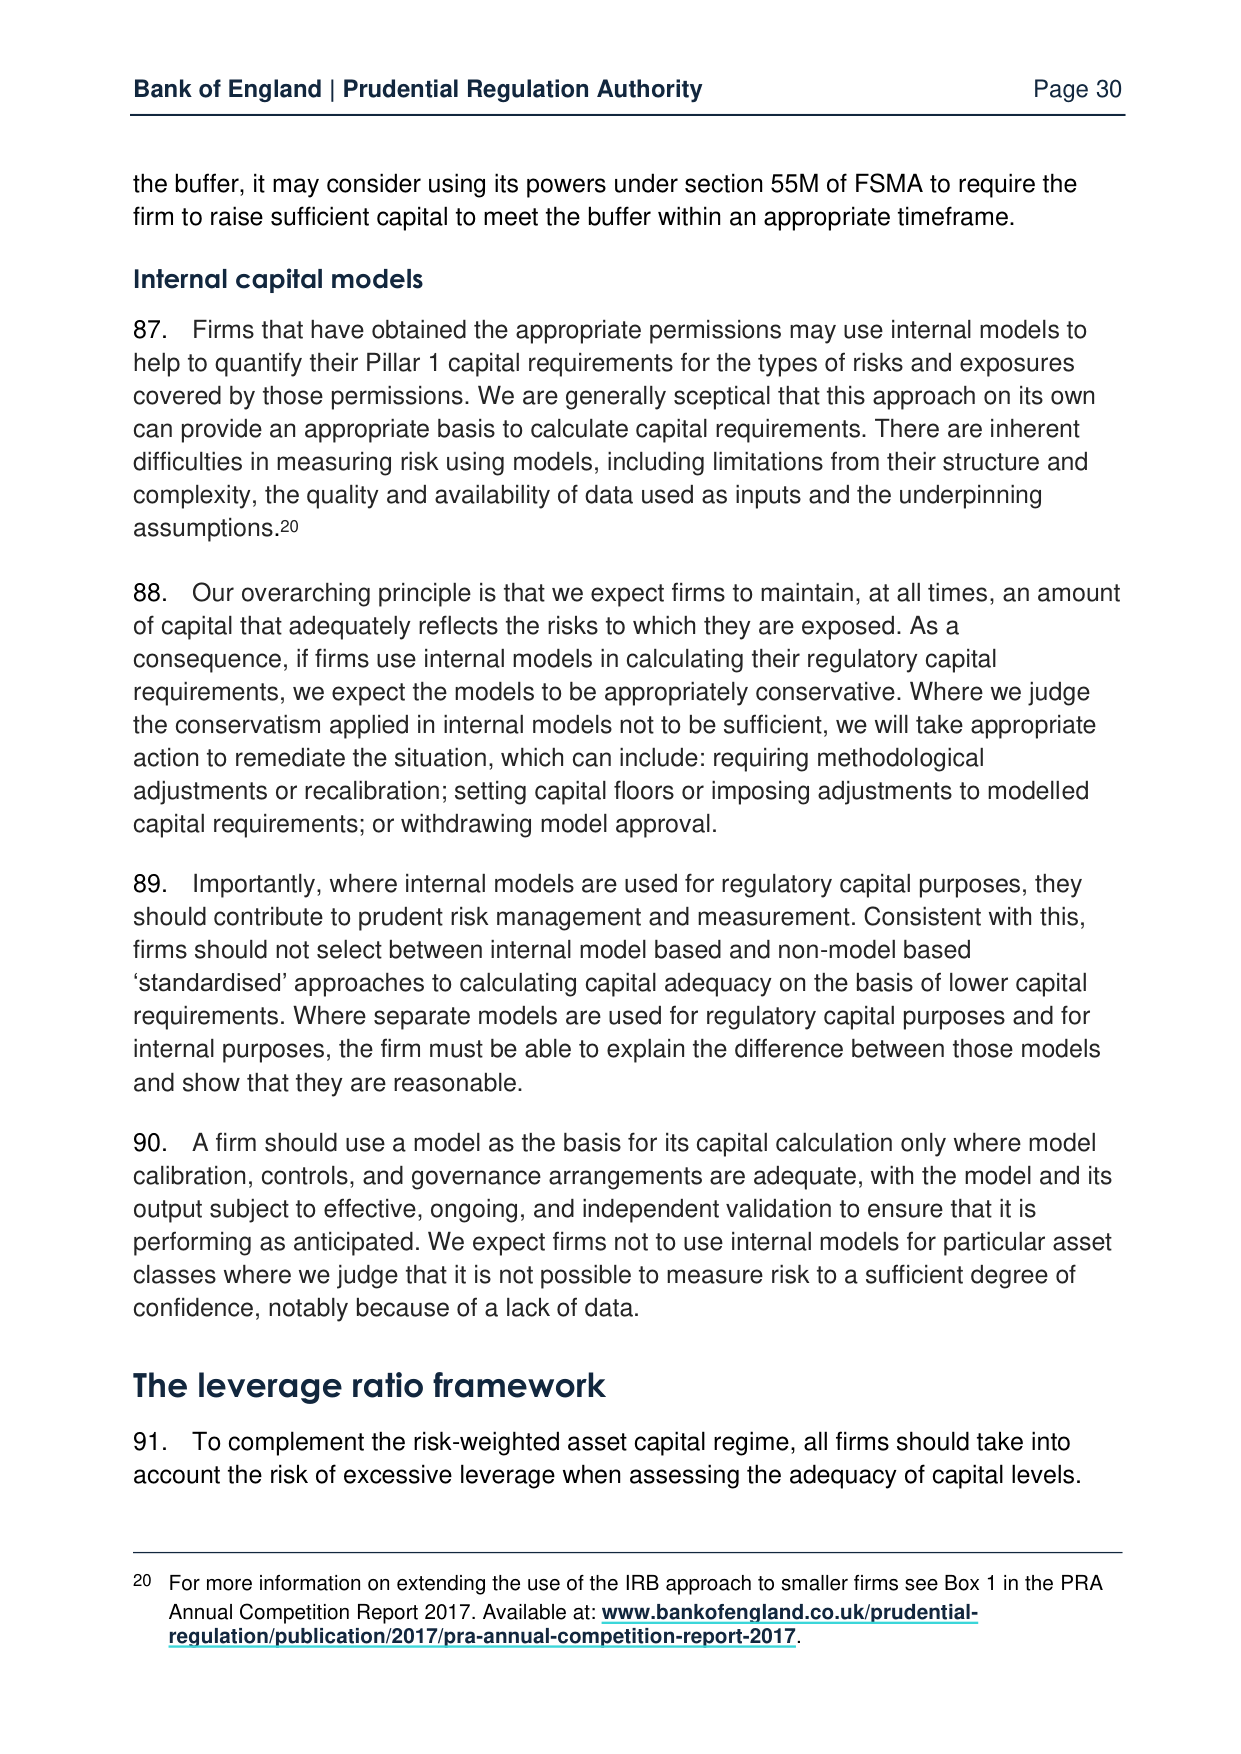 Bank of England | Prudential Regulation Authority Page 30
the buffer, it may consider using its powers under section 55M of FSMA to require the
firm to raise sufficient capital to meet the buffer within an appropriate timeframe.
Internal capital models
87. Firms that have obtained the appropriate permissions may use internal models to
help to quantify their Pillar 1 capital requirements for the types of risks and exposures
covered by those permissions. We are generally sceptical that this approach on its own
can provide an appropriate basis to calculate capital requirements. There are inherent
difficulties in measuring risk using models, including limitations from their structure and
complexity, the quality and availability of data used as inputs and the underpinning
assumptions.20
88. Our overarching principle is that we expect firms to maintain, at all times, an amount
of capital that adequately reflects the risks to which they are exposed. As a
consequence, if firms use internal models in calculating their regulatory capital
requirements, we expect the models to be appropriately conservative. Where we judge
the conservatism applied in internal models not to be sufficient, we will take appropriate
action to remediate the situation, which can include: requiring methodological
adjustments or recalibration; setting capital floors or imposing adjustments to modelled
capital requirements; or withdrawing model approval.
89. Importantly, where internal models are used for regulatory capital purposes, they
should contribute to prudent risk management and measurement. Consistent with this,
firms should not select between internal model based and non-model based
‘standardised’ approaches to calculating capital adequacy on the basis of lower capital
requirements. Where separate models are used for regulatory capital purposes and for
internal purposes, the firm must be able to explain the difference between those models
and show that they are reasonable.
90. A firm should use a model as the basis for its capital calculation only where model
calibration, controls, and governance arrangements are adequate, with the model and its
output subject to effective, ongoing, and independent validation to ensure that it is
performing as anticipated. We expect firms not to use internal models for particular asset
classes where we judge that it is not possible to measure risk to a sufficient degree of
confidence, notably because of a lack of data.
The leverage ratio framework
91. To complement the risk-weighted asset capital regime, all firms should take into
account the risk of excessive leverage when assessing the adequacy of capital levels.
20 For more information on extending the use of the IRB approach to smaller firms see Box 1 in the PRA
Annual Competition Report 2017. Available at: www.bankofengland.co.uk/prudential-
regulation/publication/2017/pra-annual-competition-report-2017.